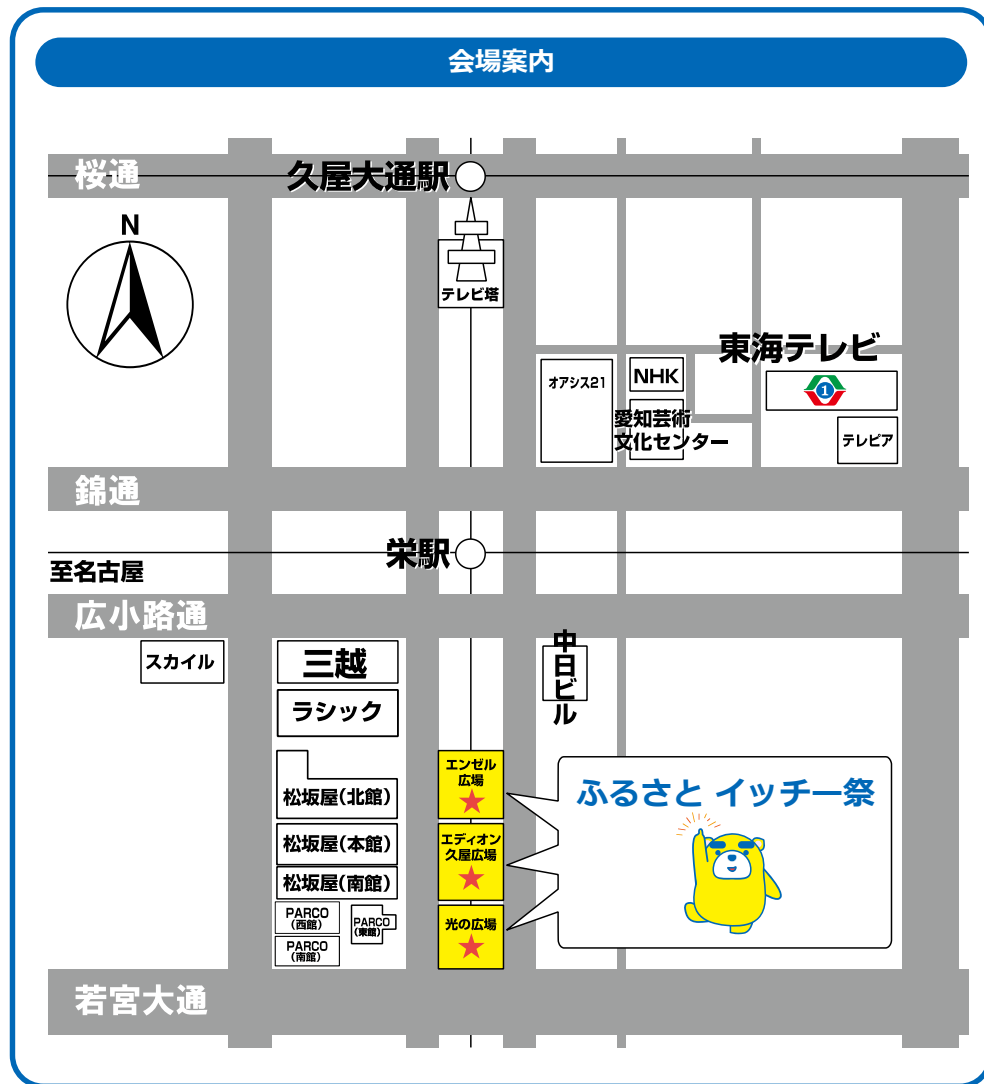 会場案内
桜通
久屋大通駅
N
テレビ塔
東海テレビ
オアシス21
NHK
1
愛知芸術
文化センター
テレビア
錦通
栄駅
至名古屋
広小路通
スカイル
三越
中日ビル
ラシック
エンゼル
広場
ふるさと イッチー祭
松坂屋(北館)
エディオン
久屋広場
松坂屋(本館)
松坂屋(南館)
PARCO
(西館)
PARCO
(東館)
光の広場
PARCO
(南館)
若宮大通